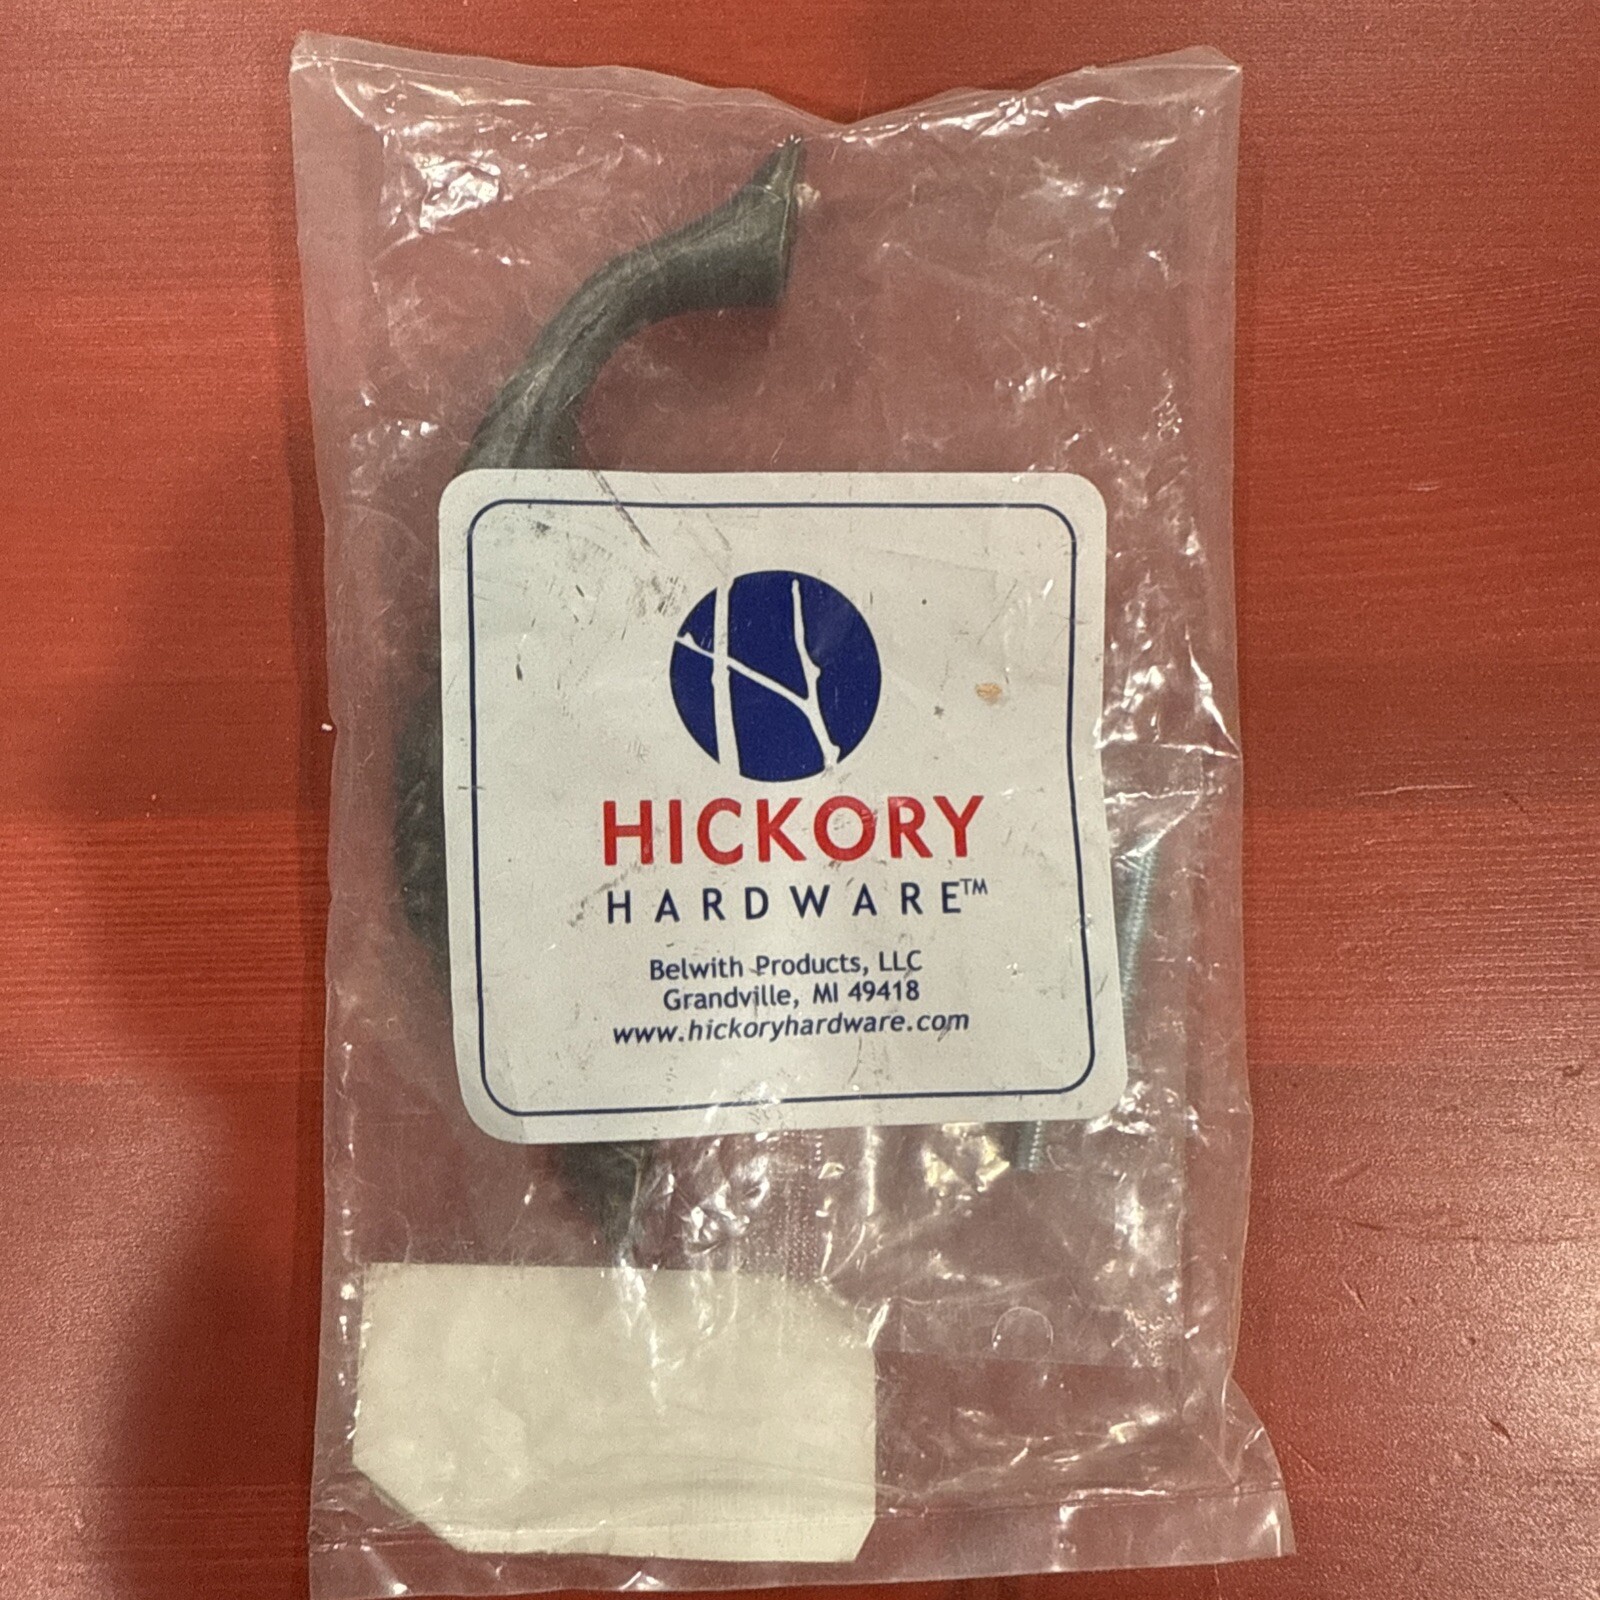 HICKORY
HARDWARE™
Belwith Products, LLC
Grandville, MI 49418
www.hickoryhardware.com